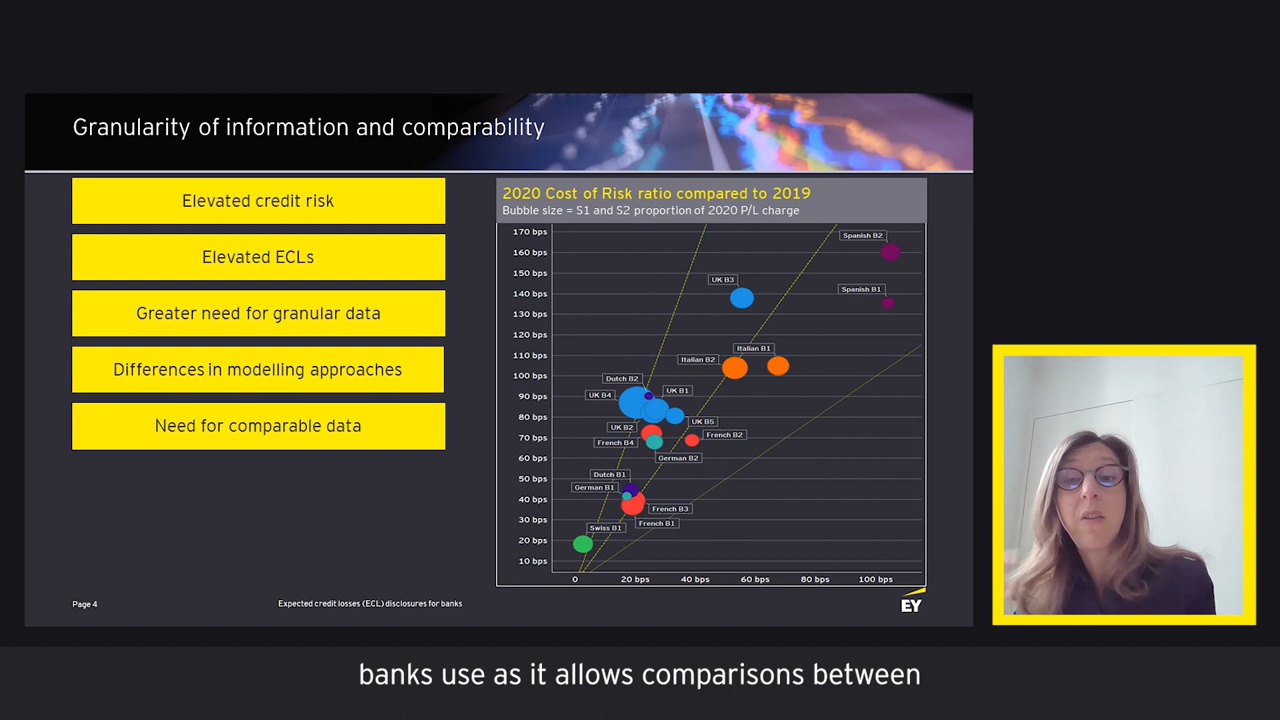 Granularity of information and comparability
Elevated credit risk
Elevated ECLs
Greater need for granular data
Differences in modelling approaches
Need for comparable data
2020 Cost of Risk ratio compared to 2019
Bubble size = S1 and S2 proportion of 2020 P/L charge
170 bps
160 bps
150 bps
140 bps
130 bps
120 bps
110 bps
100 bps
90 bps
80 bps
70 bps
60 bps
50 bps
40 bps
30 bps
20 bps
10 bps
Spanish B2
UK B3
Spanish B1
Italian B1
Italian B2
Dutch B2
UK B1
UK B4
UK B5
UK B2
French B2
French B4
German B2
Dutch B1
German B1
French B3
French B1
Swiss B1
0
20 bps
40 bps
60 bps
80 bps
100 bps
Page 4
Expected credit losses (ECL) disclosures for banks
EY
banks use as it allows comparisons between